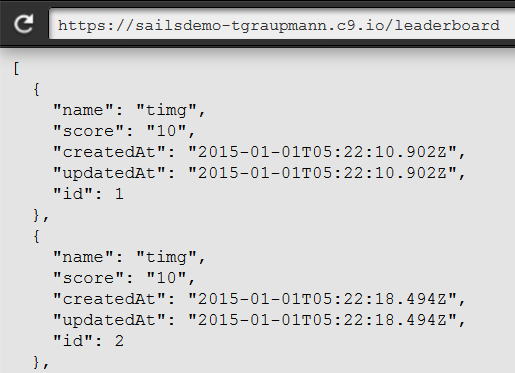 https://sailsdemo-tgraupmann.c9.io/leaderboard
[
  {
    "name": "timg",
    "score": "10",
    "createdAt": "2015-01-01T05:22:10.902Z",
    "updatedAt": "2015-01-01T05:22:10.902Z",
    "id": 1
  },
  {
    "name": "timg",
    "score": "10",
    "createdAt": "2015-01-01T05:22:18.494Z",
    "updatedAt": "2015-01-01T05:22:18.494Z",
    "id": 2
  },